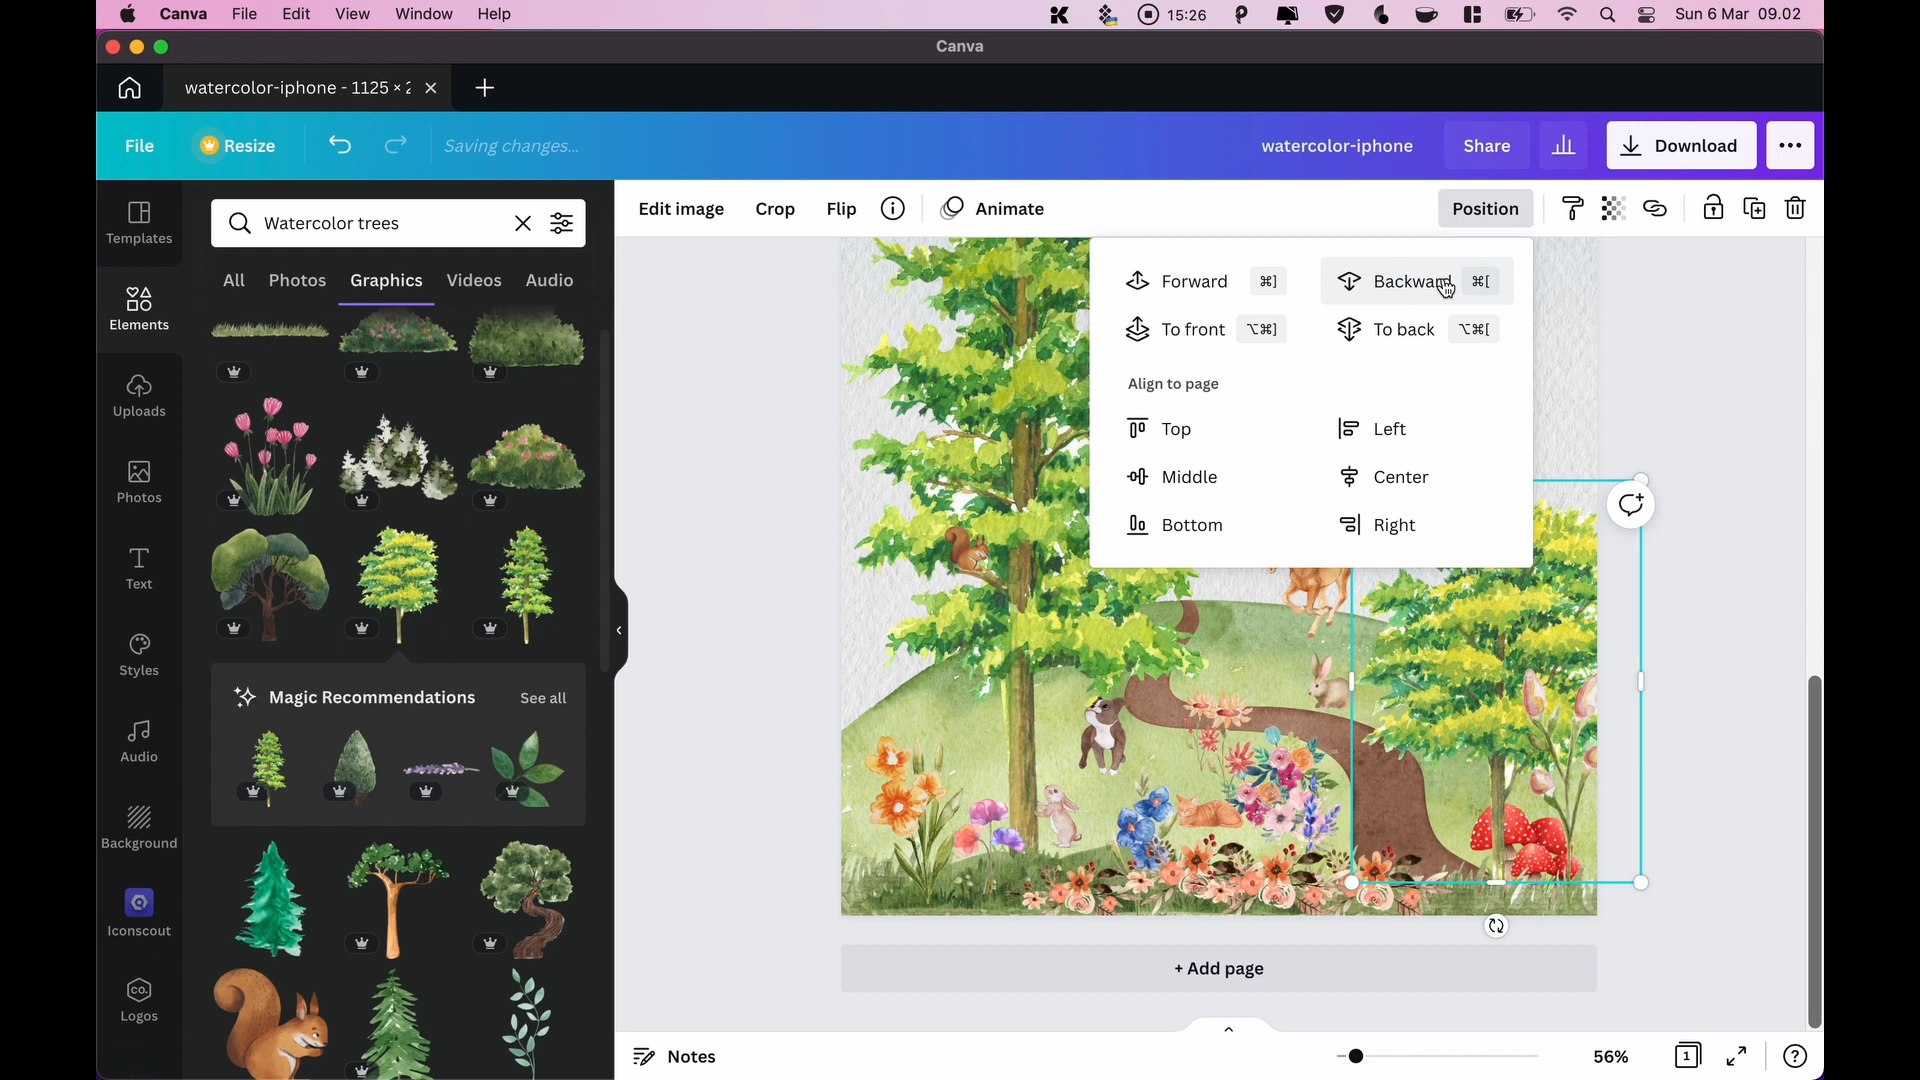 Canva File Edit View Window Help 15:26 Sun 6 Mar 09.02
Canva
watercolor-iphone - 1125 × 2
File Resize Saving changes... watercolor-iphone Share Download
Templates
Elements
Uploads
Photos
Text
Styles
Audio
Background
Iconscout
CO.
Logos
Watercolor trees
All Photos Graphics Videos Audio
Magic Recommendations See all
Edit image Crop Flip Animate Position
Forward ⌘] Backward ⌘[
To front ⌥⌘] To back ⌥⌘[
Align to page
Top Left
Middle Center
Bottom Right
+ Add page
Notes 56% 1